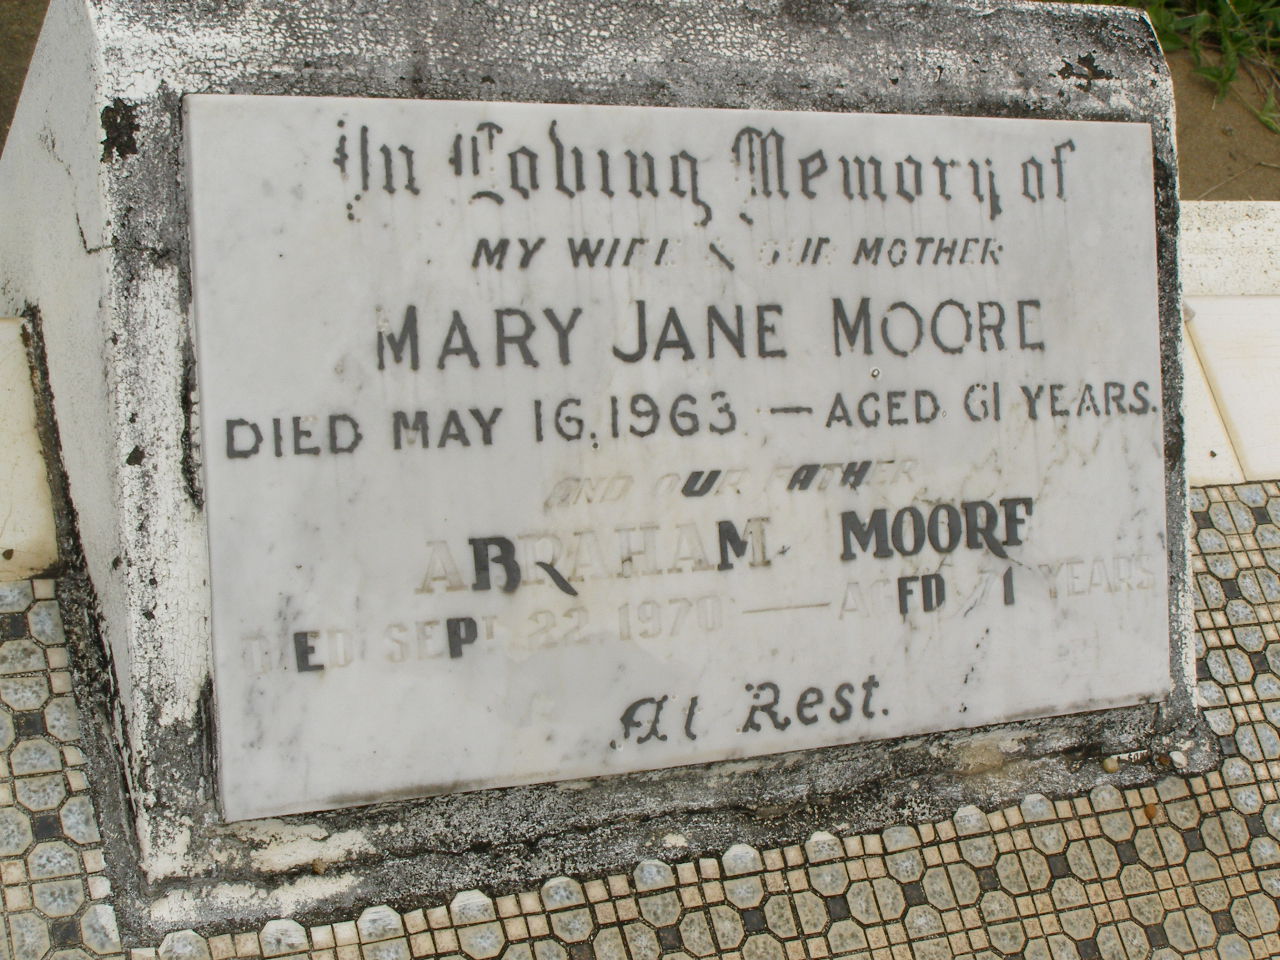 In Loving Memory of
MY WIFE & OUR MOTHER
MARY JANE MOORE
DIED MAY 16, 1963 — AGED 61 YEARS.
AND OUR FATHER
ABRAHAM MOORE
DIED SEPT. 22 1970 — AGED 71 YEARS
At Rest.